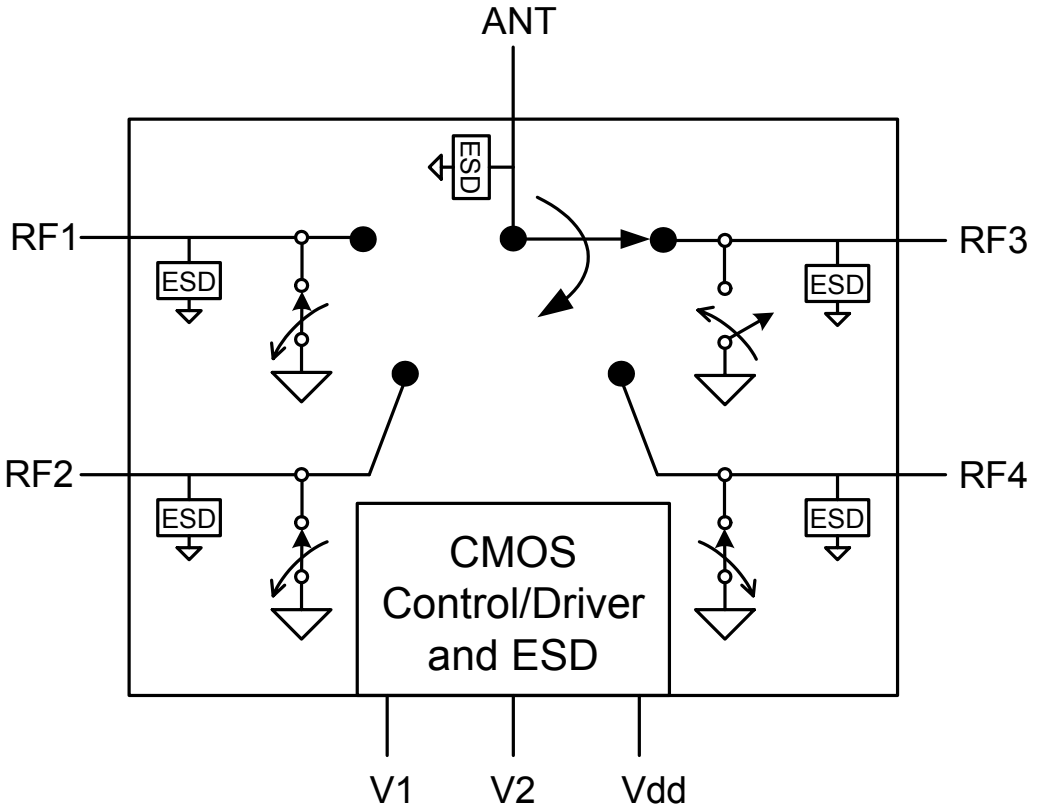 ANT
ESD
RF1
RF3
ESD
ESD
RF2
RF4
ESD
ESD
CMOS
Control/Driver
and ESD
V1
V2
Vdd